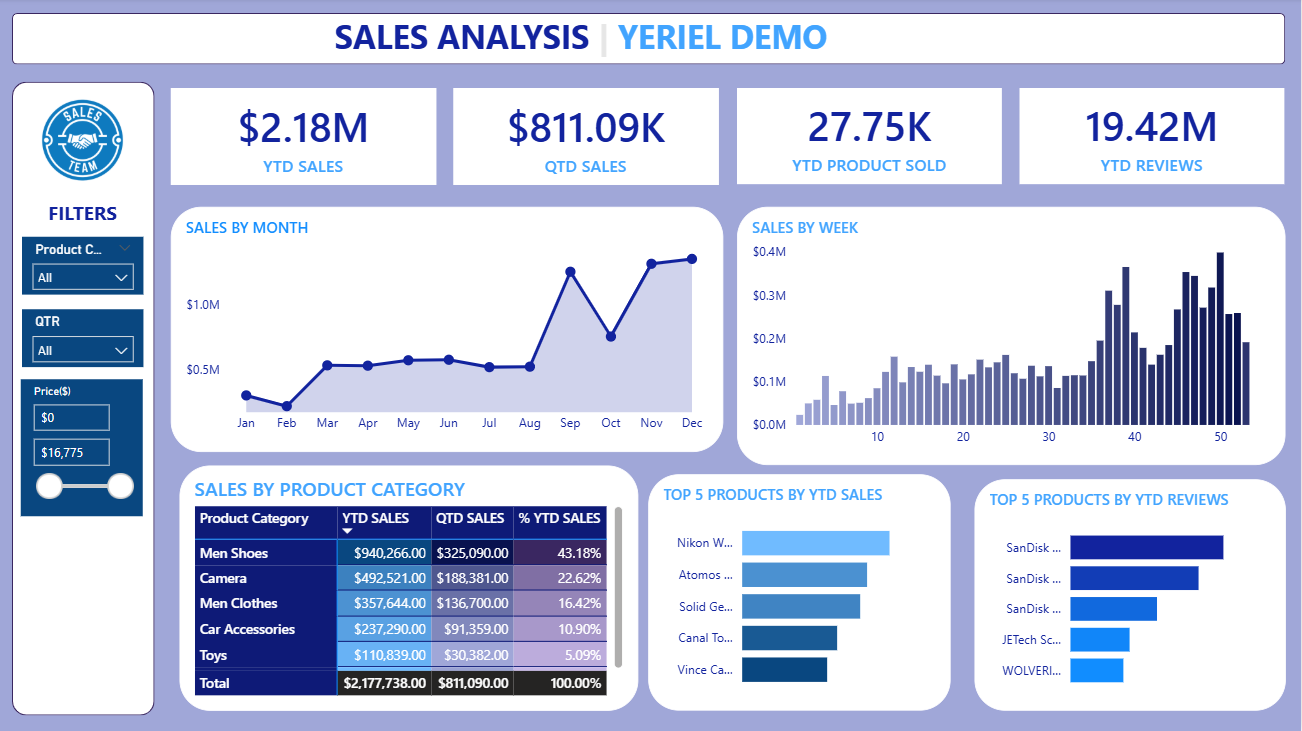 SALES ANALYSIS | YERIEL DEMO
SALES
TEAM
FILTERS
Product C...
All
QTR
All
Price($)
$0
$16,775
$2.18M
YTD SALES
$811.09K
QTD SALES
27.75K
YTD PRODUCT SOLD
19.42M
YTD REVIEWS
SALES BY MONTH
$1.0M
$0.5M
Jan Feb Mar Apr May Jun Jul Aug Sep Oct Nov Dec
SALES BY WEEK
$0.4M
$0.3M
$0.2M
$0.1M
$0.0M
10 20 30 40 50
SALES BY PRODUCT CATEGORY
Product Category YTD SALES QTD SALES % YTD SALES
Men Shoes $940,266.00 $325,090.00 43.18%
Camera $492,521.00 $188,381.00 22.62%
Men Clothes $357,644.00 $136,700.00 16.42%
Car Accessories $237,290.00 $91,359.00 10.90%
Toys $110,839.00 $30,382.00 5.09%
Total $2,177,738.00 $811,090.00 100.00%
TOP 5 PRODUCTS BY YTD SALES
Nikon W...
Atomos ...
Solid Ge...
Canal To...
Vince Ca...
TOP 5 PRODUCTS BY YTD REVIEWS
SanDisk ...
SanDisk ...
SanDisk ...
JETech Sc...
WOLVERI...